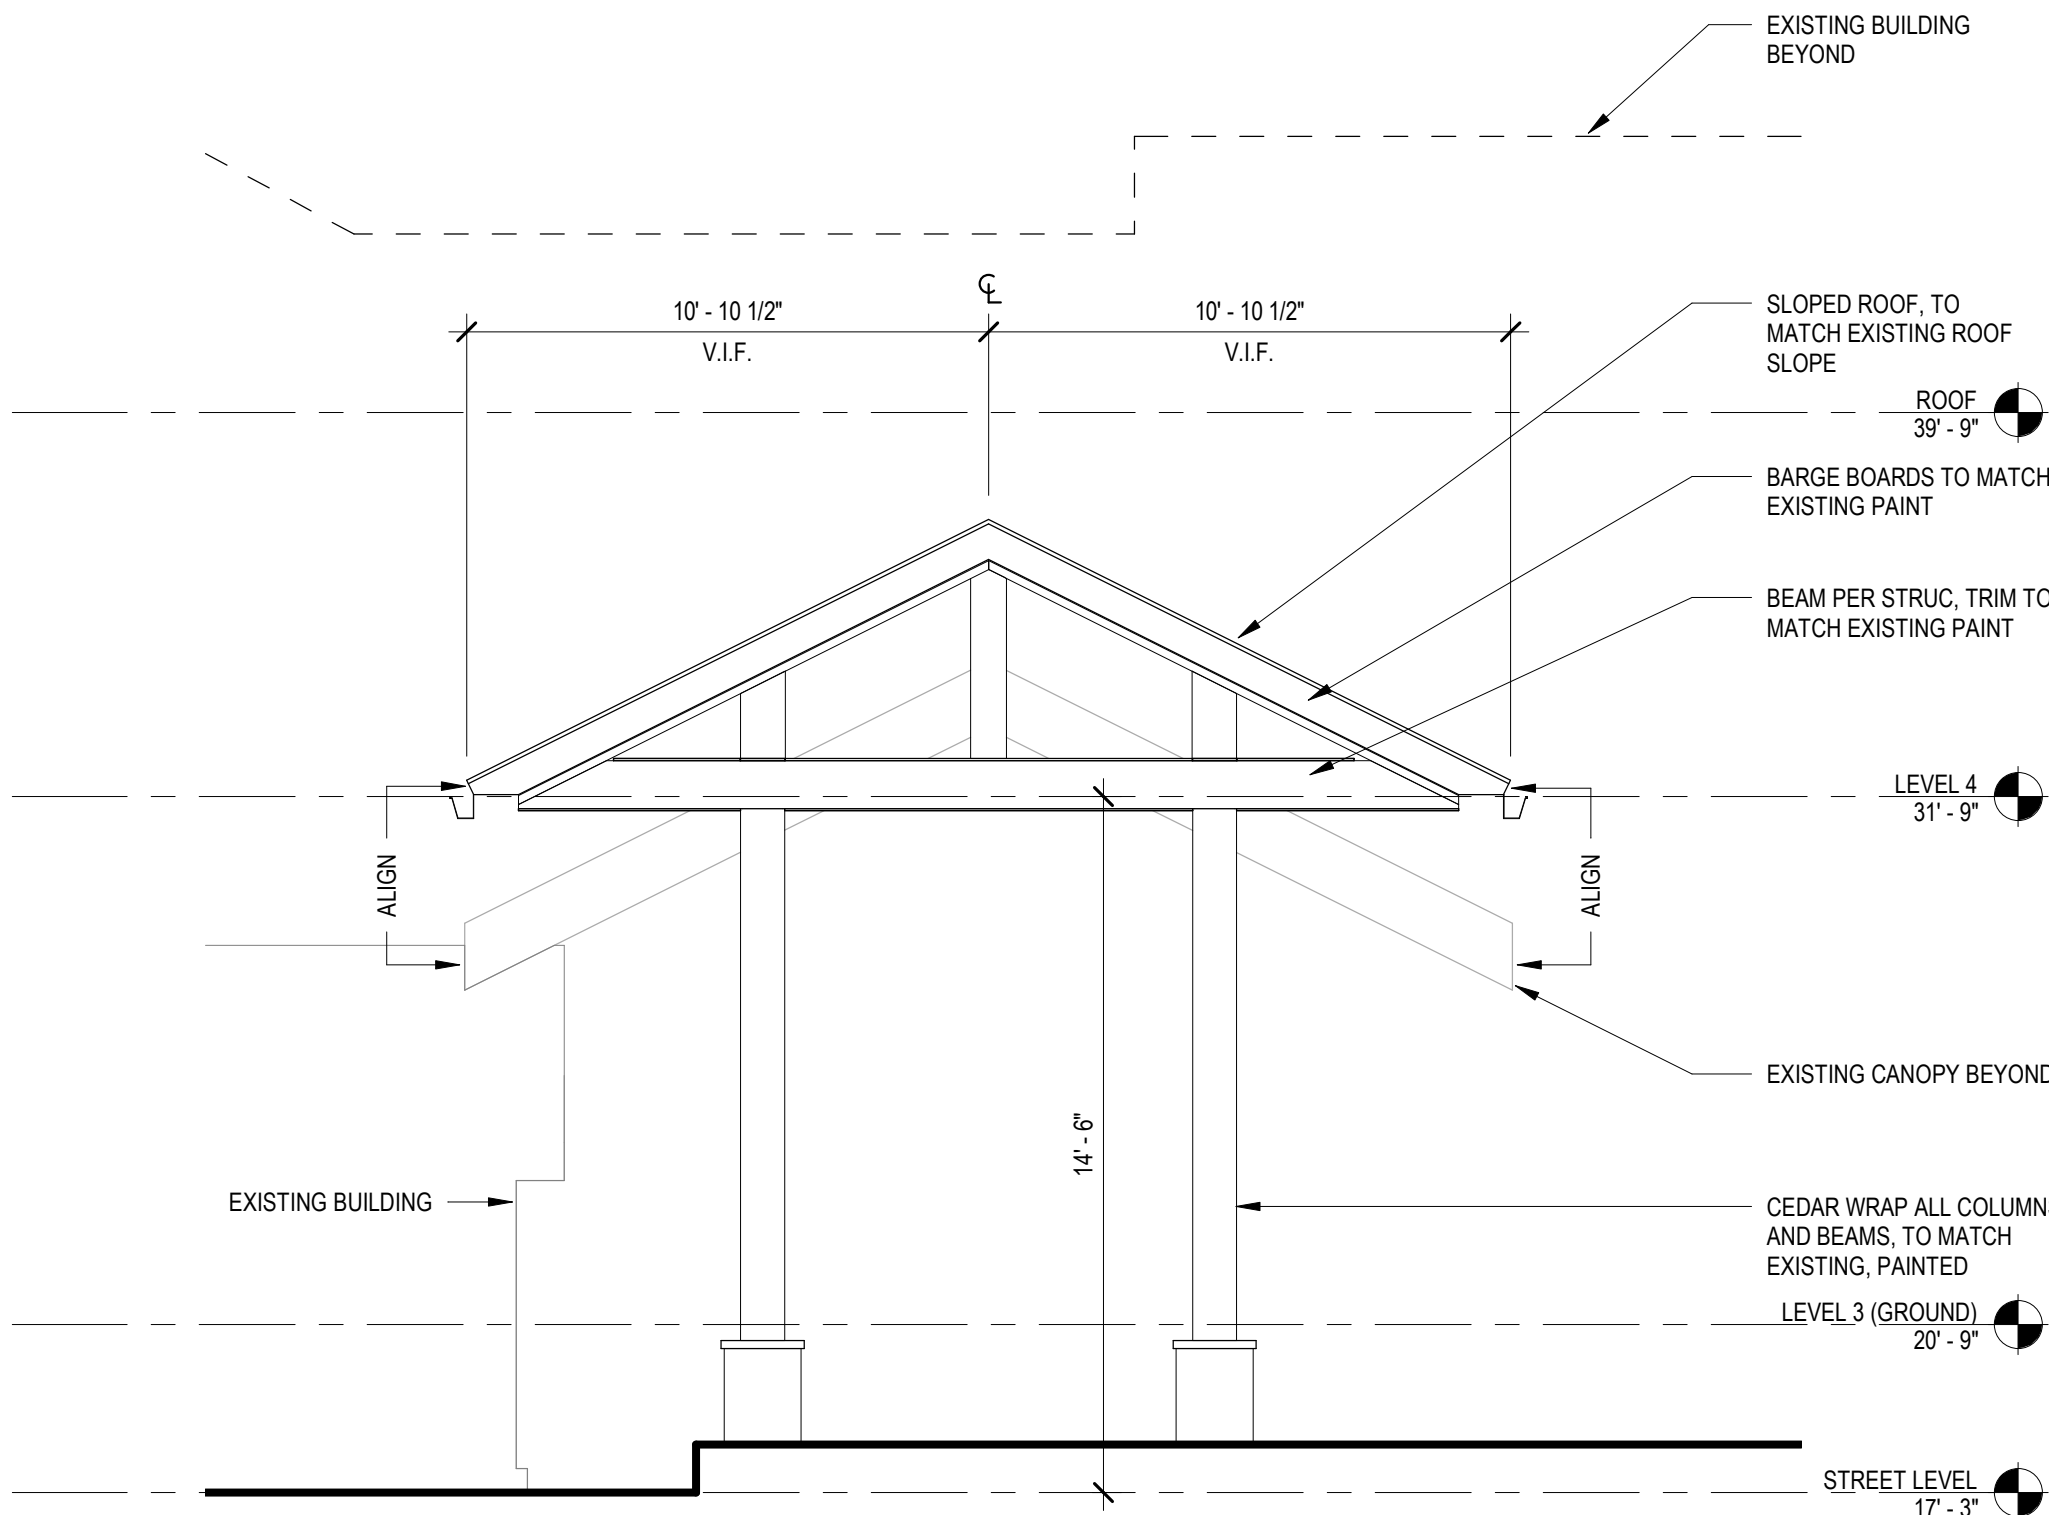 EXISTING BUILDING
BEYOND
℄
10' - 10 1/2"
10' - 10 1/2"
V.I.F.
V.I.F.
SLOPED ROOF, TO
MATCH EXISTING ROOF
SLOPE
ROOF
39' - 9"
BARGE BOARDS TO MATCH
EXISTING PAINT
BEAM PER STRUC, TRIM TO
MATCH EXISTING PAINT
LEVEL 4
31' - 9"
ALIGN
ALIGN
EXISTING CANOPY BEYOND
14' - 6"
EXISTING BUILDING
CEDAR WRAP ALL COLUMNS
AND BEAMS, TO MATCH
EXISTING, PAINTED
LEVEL 3 (GROUND)
20' - 9"
STREET LEVEL
17' - 3"